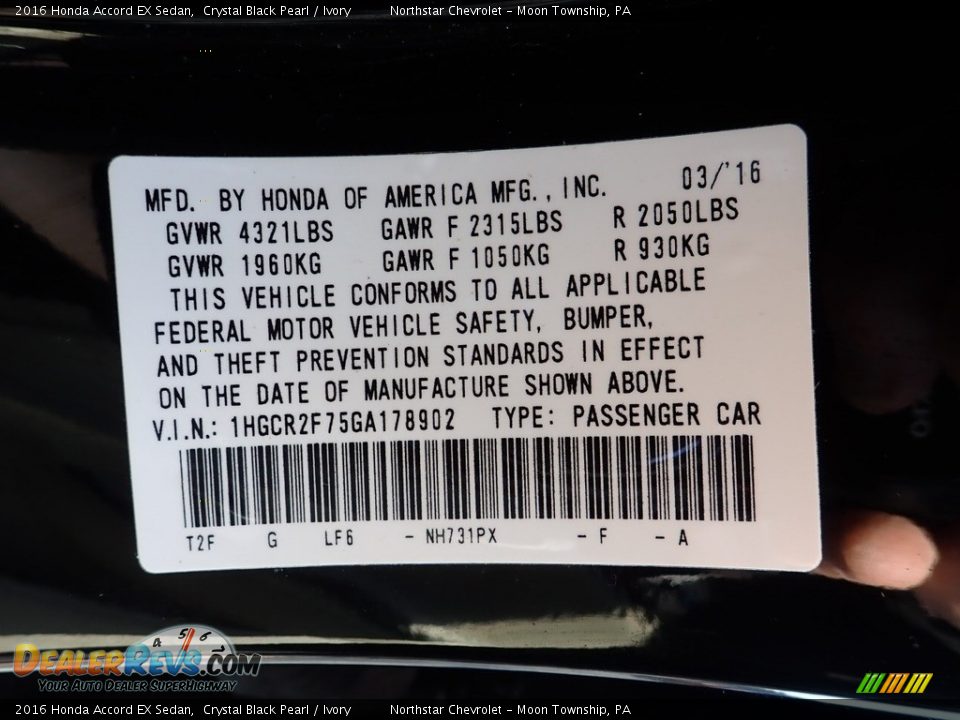 2016 Honda Accord EX Sedan, Crystal Black Pearl / Ivory Northstar Chevrolet - Moon Township, PA
MFD. BY HONDA OF AMERICA MFG., INC. 03/'16
GVWR 4321LBS GAWR F 2315LBS R 2050LBS
GVWR 1960KG GAWR F 1050KG R 930KG
THIS VEHICLE CONFORMS TO ALL APPLICABLE
FEDERAL MOTOR VEHICLE SAFETY, BUMPER,
AND THEFT PREVENTION STANDARDS IN EFFECT
ON THE DATE OF MANUFACTURE SHOWN ABOVE.
V.I.N.: 1HGCR2F75GA178902 TYPE: PASSENGER CAR
T2F G LF6 - NH731PX - F - A
4 5 6 7
DEALERREVS.COM
YOUR AUTO DEALER SUPERHIGHWAY
2016 Honda Accord EX Sedan, Crystal Black Pearl / Ivory Northstar Chevrolet - Moon Township, PA